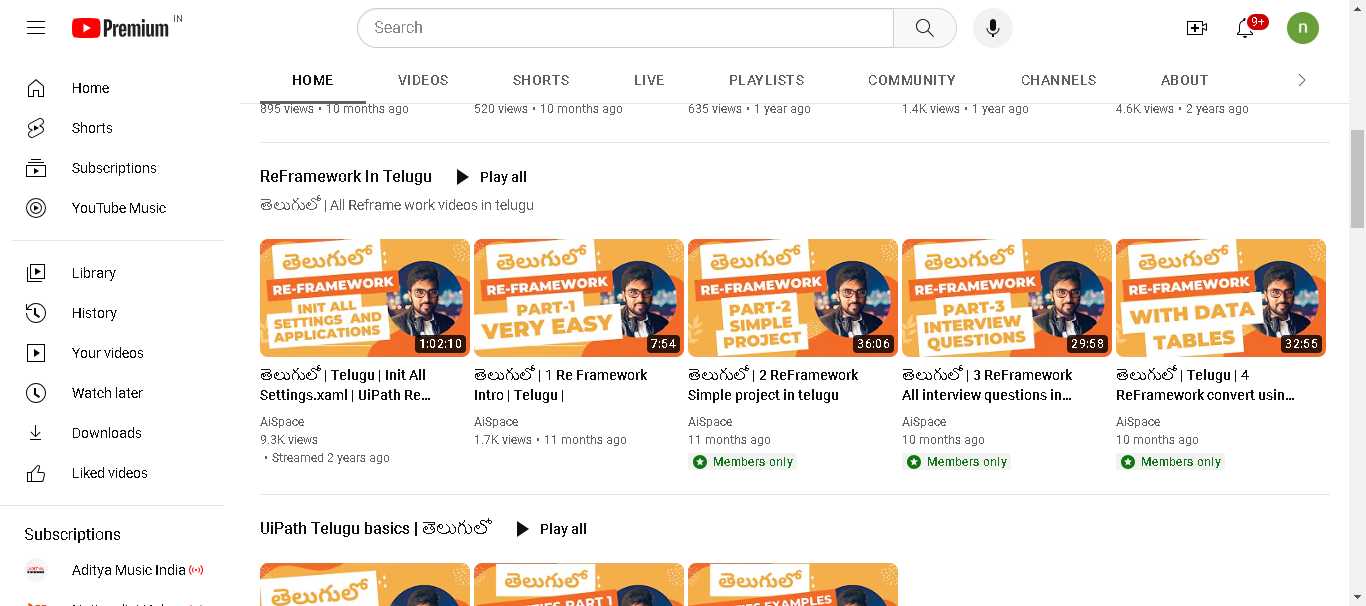 Premium IN
Search
9+
n
HOME VIDEOS SHORTS LIVE PLAYLISTS COMMUNITY CHANNELS ABOUT
Home
Shorts
Subscriptions
YouTube Music
Library
History
Your videos
Watch later
Downloads
Liked videos
Subscriptions
Aditya Music India
895 views • 10 months ago
520 views • 10 months ago
635 views • 1 year ago
1.4K views • 1 year ago
4.6K views • 2 years ago
ReFramework In Telugu Play all
తెలుగులో | All Reframe work videos in telugu
తెలుగులో
RE-FRAMEWORK
INIT ALL
SETTINGS AND
APPLICATIONS
1:02:10
తెలుగులో | Telugu | Init All
Settings.xaml | UiPath Re...
AiSpace
9.3K views
• Streamed 2 years ago
తెలుగులో
RE-FRAMEWORK
PART-1
VERY EASY
7:54
తెలుగులో | 1 Re Framework
Intro | Telugu |
AiSpace
1.7K views • 11 months ago
తెలుగులో
RE-FRAMEWORK
PART-2
SIMPLE
PROJECT
36:06
తెలుగులో | 2 ReFramework
Simple project in telugu
AiSpace
11 months ago
Members only
తెలుగులో
RE-FRAMEWORK
PART-3
INTERVIEW
QUESTIONS
29:58
తెలుగులో | 3 ReFramework
All interview questions in...
AiSpace
10 months ago
Members only
తెలుగులో
RE-FRAMEWORK
WITH DATA
TABLES
32:55
తెలుగులో | Telugu | 4
ReFramework convert usin...
AiSpace
10 months ago
Members only
UiPath Telugu basics | తెలుగులో Play all
తెలుగులో
తెలుగులో
PART 1
తెలుగులో
EXAMPLES